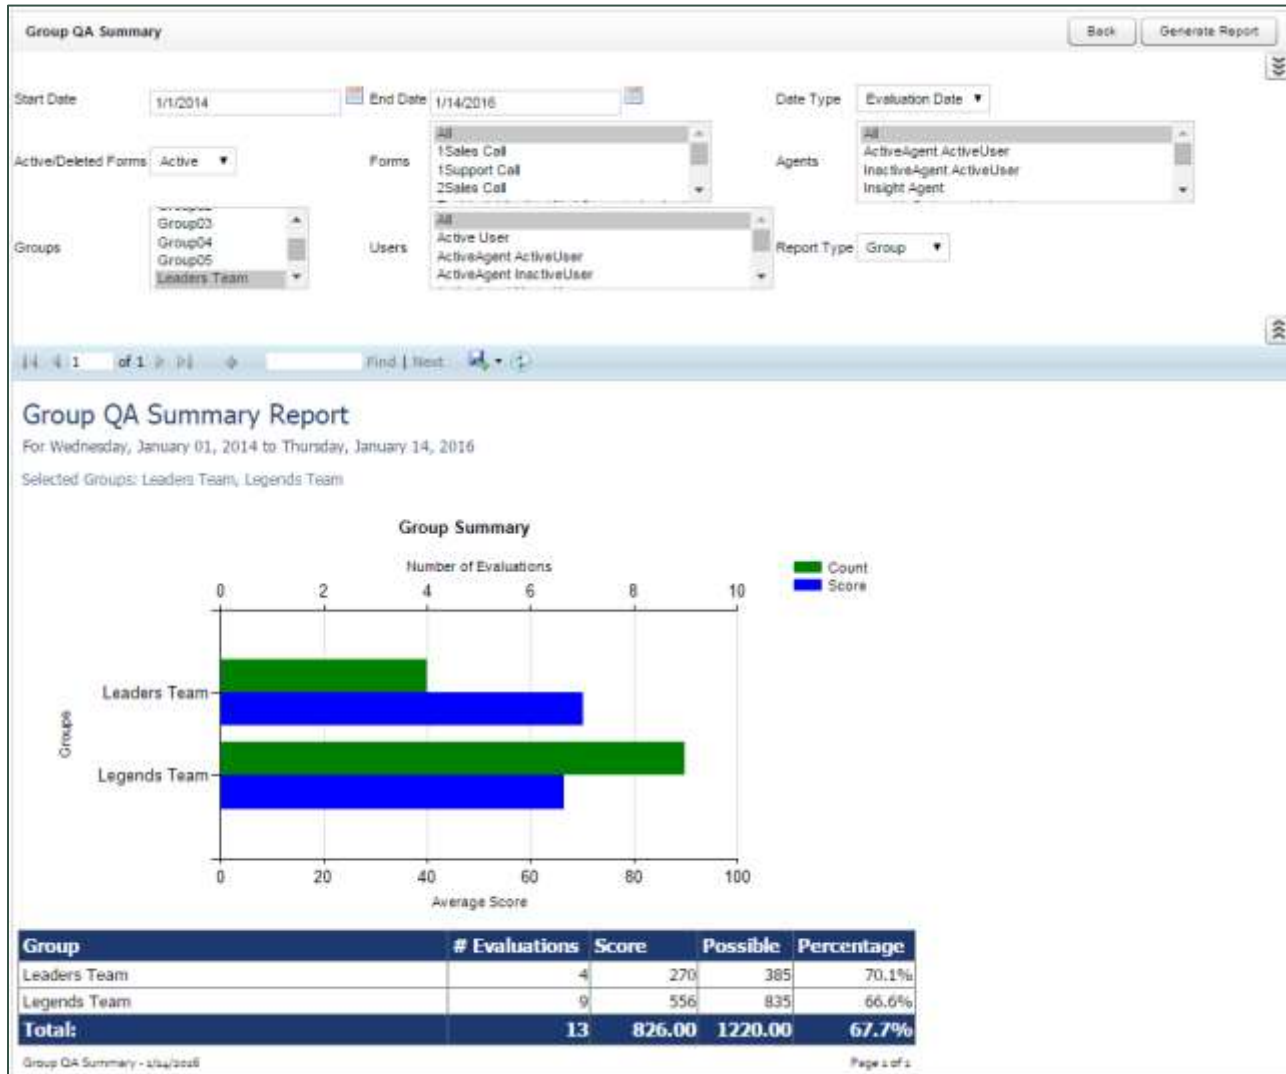 Group QA Summary Back Generate Report
Start Date 1/1/2014 End Date 1/14/2016 Date Type Evaluation Date
Active/Deleted Forms Active Forms All Agents All
1Sales Call ActiveAgent ActiveUser
1Support Call InactiveAgent ActiveUser
2Sales Call Insight Agent
Groups Group03 Users All Report Type Group
Group04 Active User
Group05 ActiveAgent ActiveUser
Leaders Team ActiveAgent InactiveUser
1 of 1 Find | Next
Group QA Summary Report
For Wednesday, January 01, 2014 to Thursday, January 14, 2016
Selected Groups: Leaders Team, Legends Team
Group Summary
Number of Evaluations
0 2 4 6 8 10
Count
Score
Groups
Leaders Team
Legends Team
0 20 40 60 80 100
Average Score
Group # Evaluations Score Possible Percentage
Leaders Team 4 270 385 70.1%
Legends Team 9 556 835 66.6%
Total: 13 826.00 1220.00 67.7%
Group QA Summary - 1/14/2016 Page 1 of 1